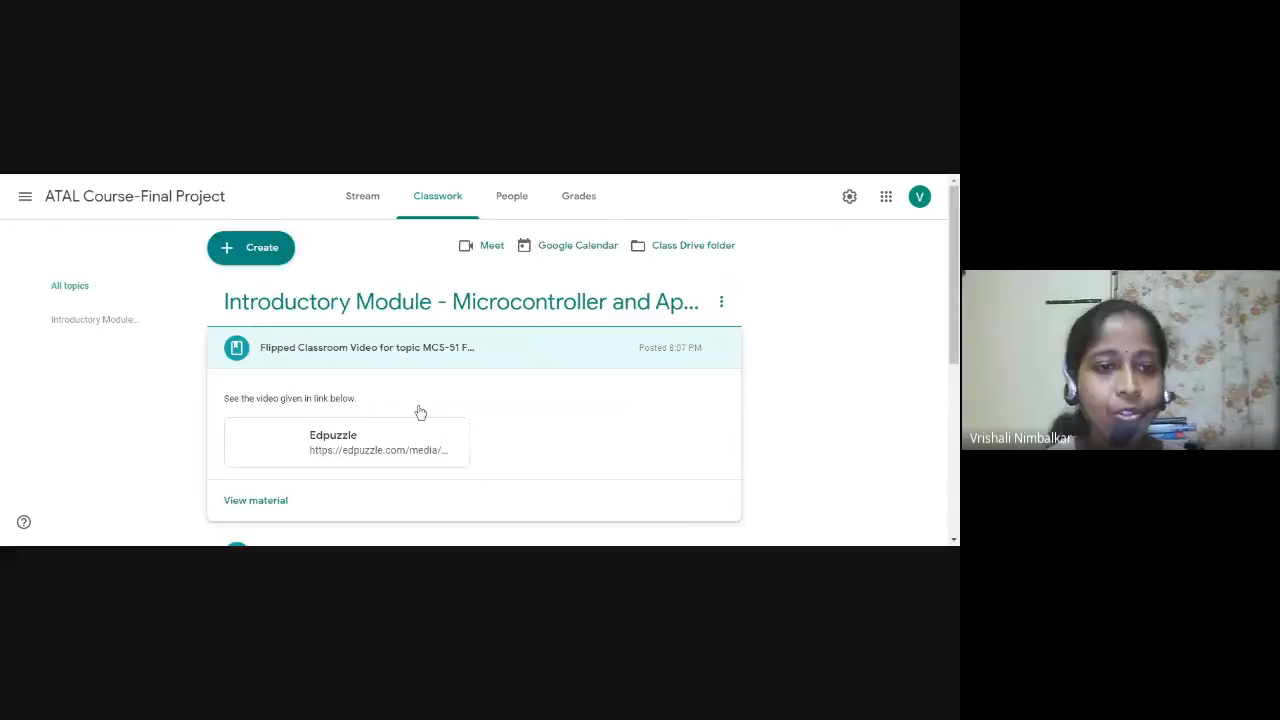 ATAL Course-Final Project
Stream
Classwork
People
Grades
V
Create
Meet
Google Calendar
Class Drive folder
All topics
Introductory Module...
Introductory Module - Microcontroller and Ap...
Flipped Classroom Video for topic MCS-51 F...
Posted 8:07 PM
See the video given in link below.
Edpuzzle
https://edpuzzle.com/media/...
View material
Vrishali Nimbalkar